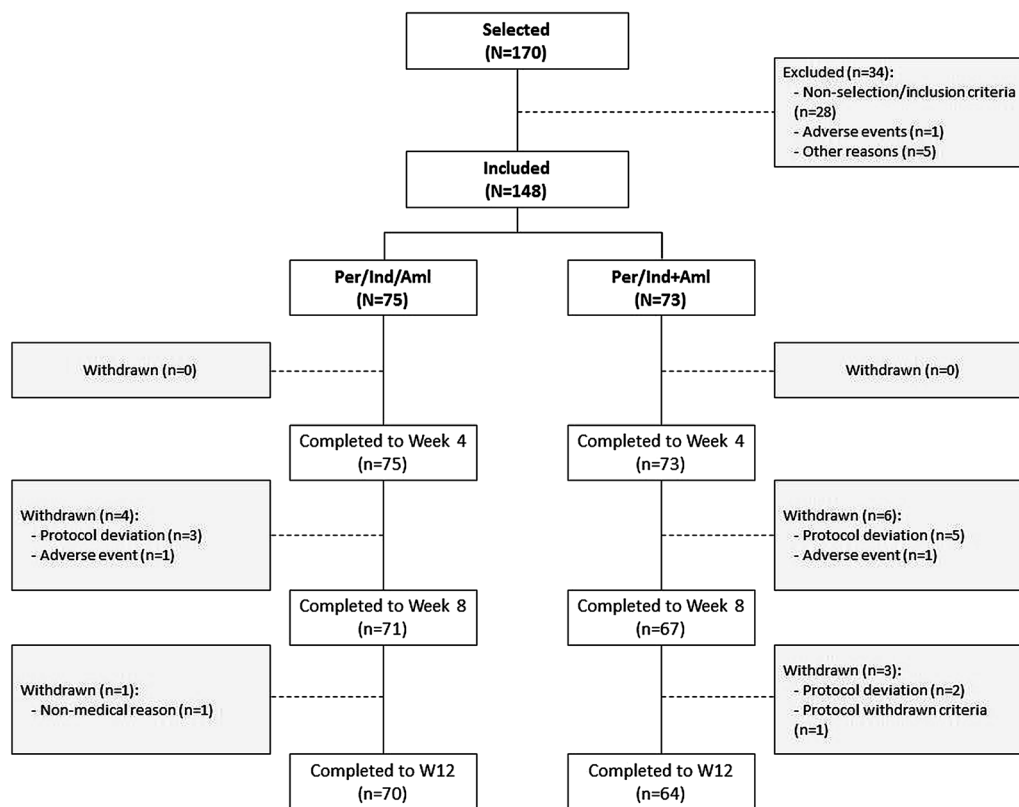 Selected
(N=170)
Excluded (n=34):
- Non-selection/inclusion criteria
(n=28)
- Adverse events (n=1)
- Other reasons (n=5)
Included
(N=148)
Per/Ind/Aml
(N=75)
Per/Ind+Aml
(N=73)
Withdrawn (n=0)
Withdrawn (n=0)
Completed to Week 4
(n=75)
Completed to Week 4
(n=73)
Withdrawn (n=4):
- Protocol deviation (n=3)
- Adverse event (n=1)
Withdrawn (n=6):
- Protocol deviation (n=5)
- Adverse event (n=1)
Completed to Week 8
(n=71)
Completed to Week 8
(n=67)
Withdrawn (n=1):
- Non-medical reason (n=1)
Withdrawn (n=3):
- Protocol deviation (n=2)
- Protocol withdrawn criteria
(n=1)
Completed to W12
(n=70)
Completed to W12
(n=64)